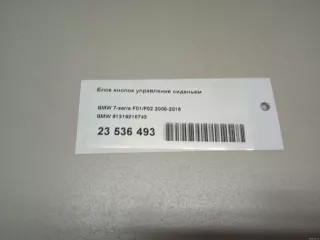 Блок кнопок управления сиденьем
BMW 7-serie F01/F02 2008-2015
BMW 61319216743
23 536 493